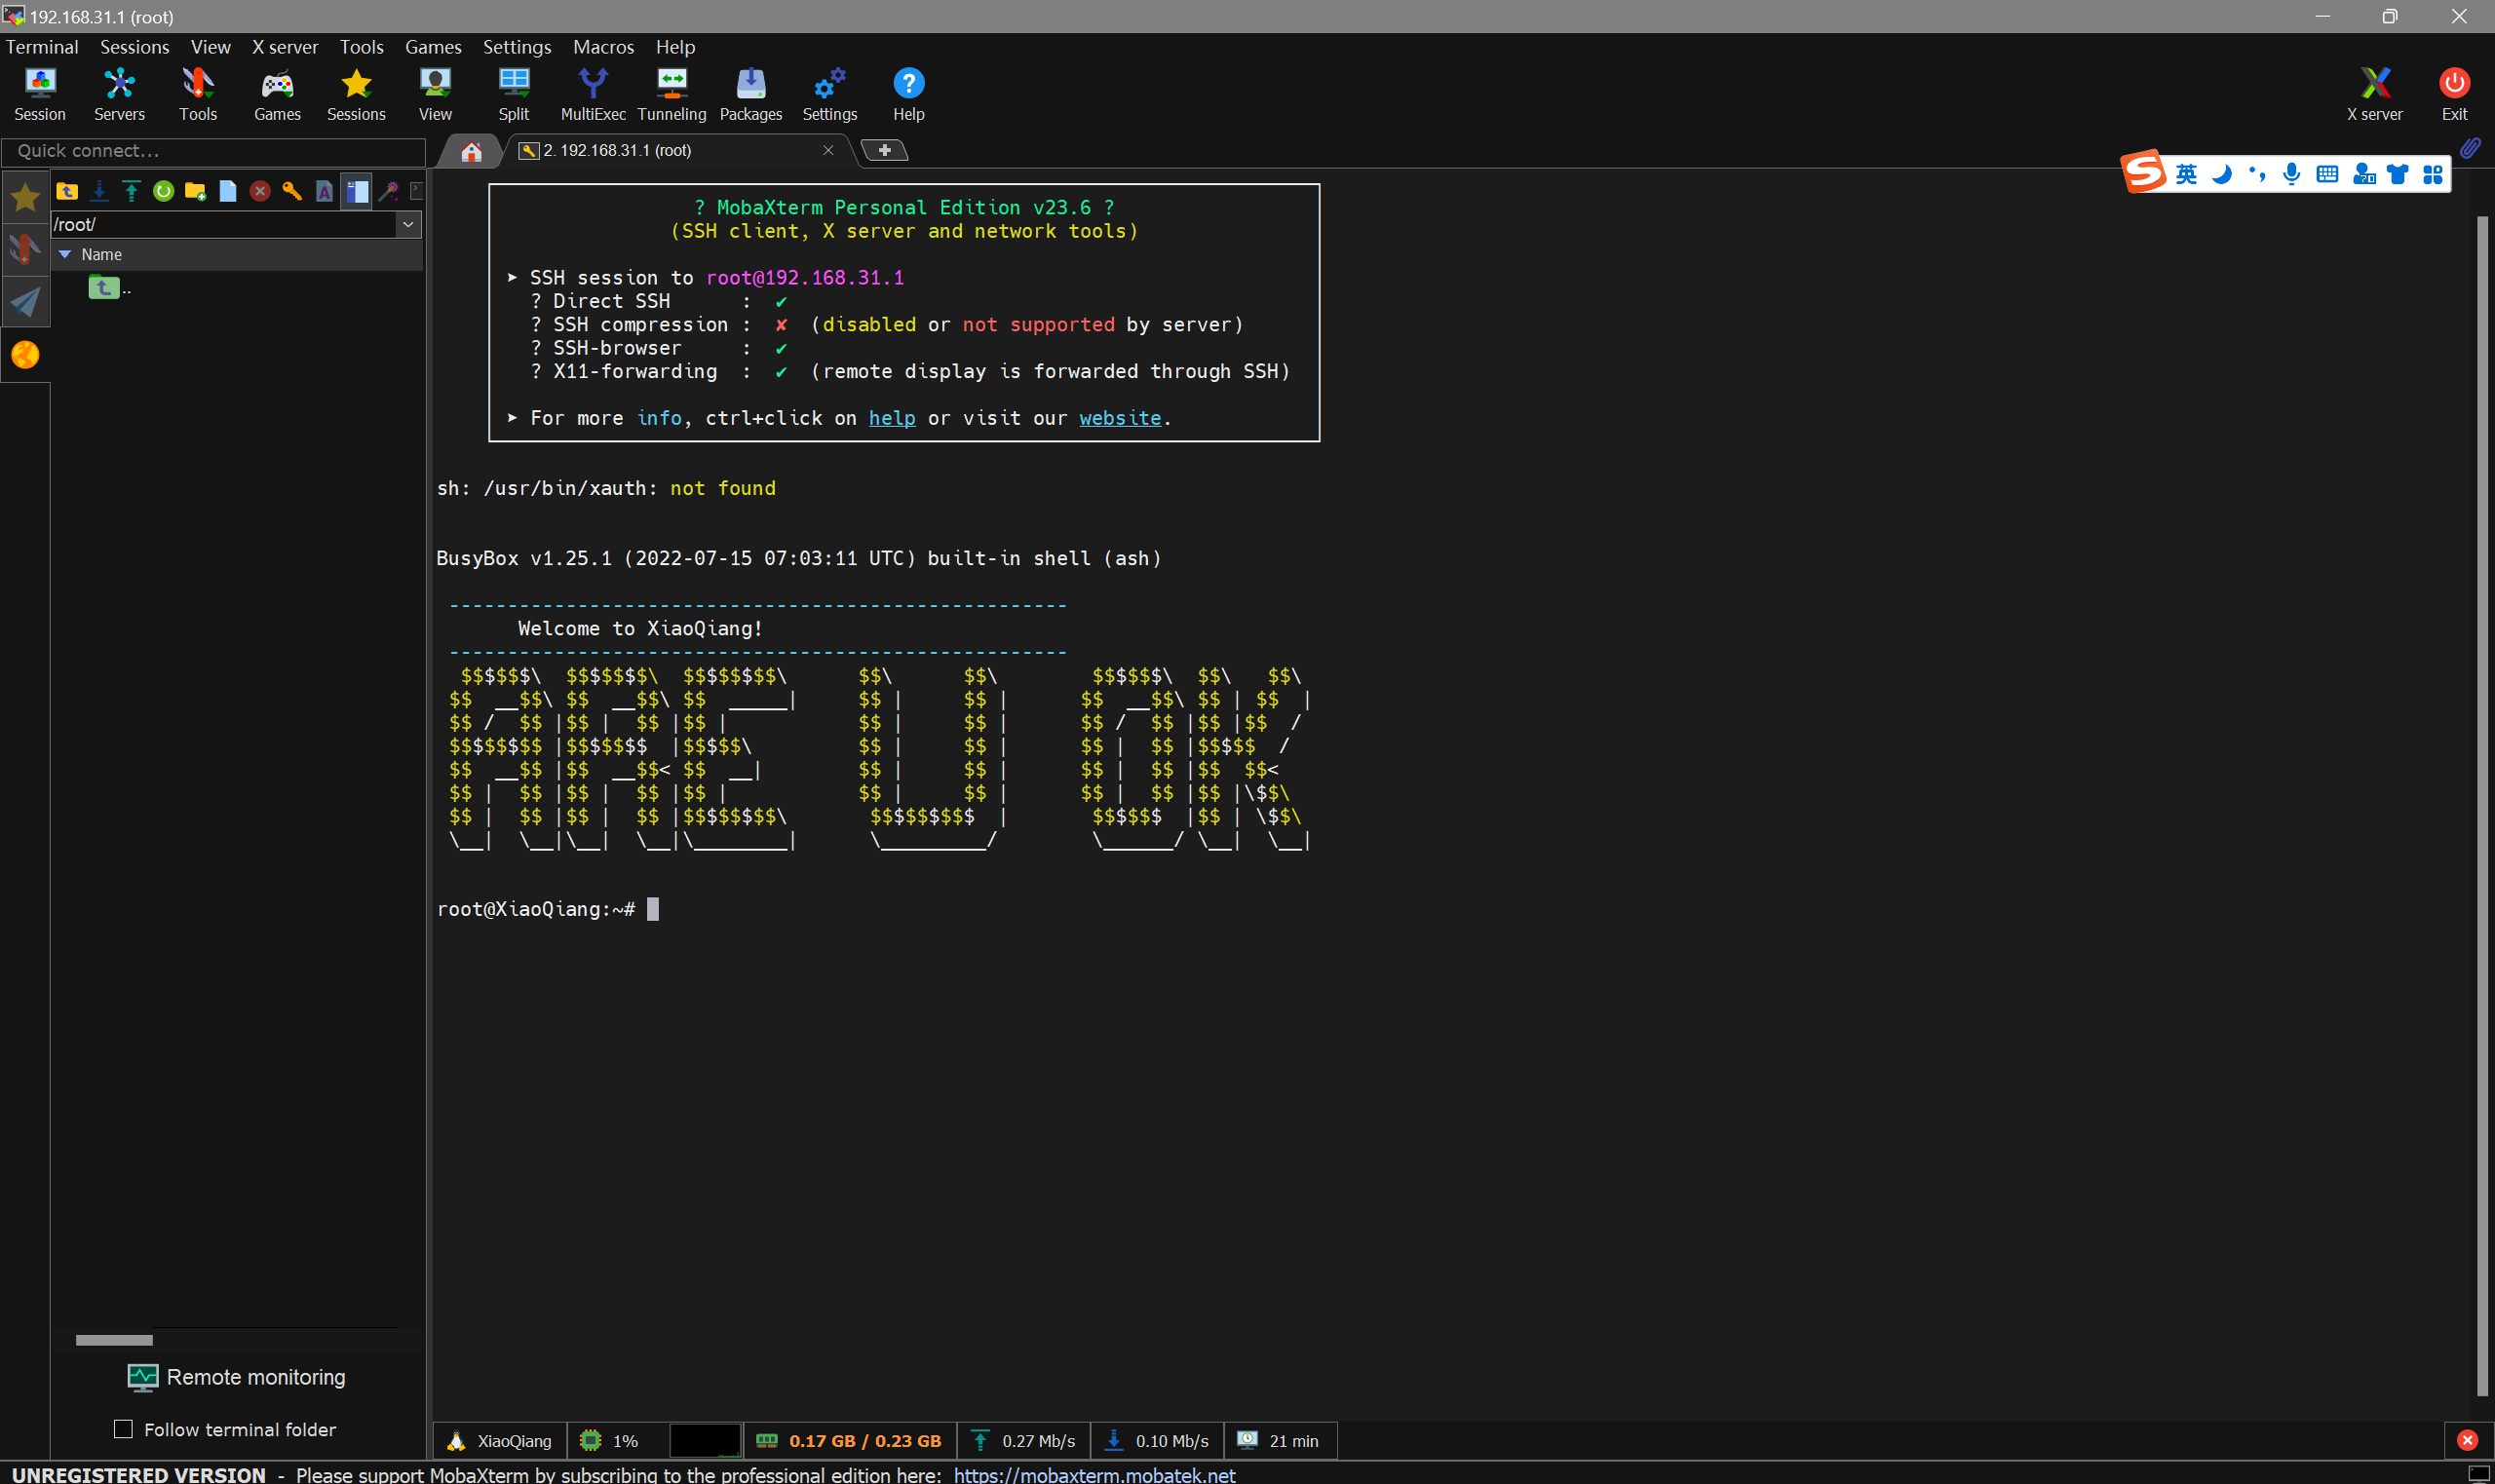 192.168.31.1 (root)
Terminal Sessions View X server Tools Games Settings Macros Help
Session Servers Tools Games Sessions View Split MultiExec Tunneling Packages Settings Help X server Exit
Quick connect...
2. 192.168.31.1 (root)
英
/root/
Name
..
? MobaXterm Personal Edition v23.6 ?
(SSH client, X server and network tools)
➤ SSH session to root@192.168.31.1
? Direct SSH : ✔
? SSH compression : ✘ (disabled or not supported by server)
? SSH-browser : ✔
? X11-forwarding : ✔ (remote display is forwarded through SSH)
➤ For more info, ctrl+click on help or visit our website.
sh: /usr/bin/xauth: not found
BusyBox v1.25.1 (2022-07-15 07:03:11 UTC) built-in shell (ash)
-----------------------------------------------------
Welcome to XiaoQiang!
-----------------------------------------------------
ARE U OK
root@XiaoQiang:~#
Remote monitoring
Follow terminal folder
XiaoQiang 1% 0.17 GB / 0.23 GB 0.27 Mb/s 0.10 Mb/s 21 min
UNREGISTERED VERSION - Please support MobaXterm by subscribing to the professional edition here: https://mobaxterm.mobatek.net